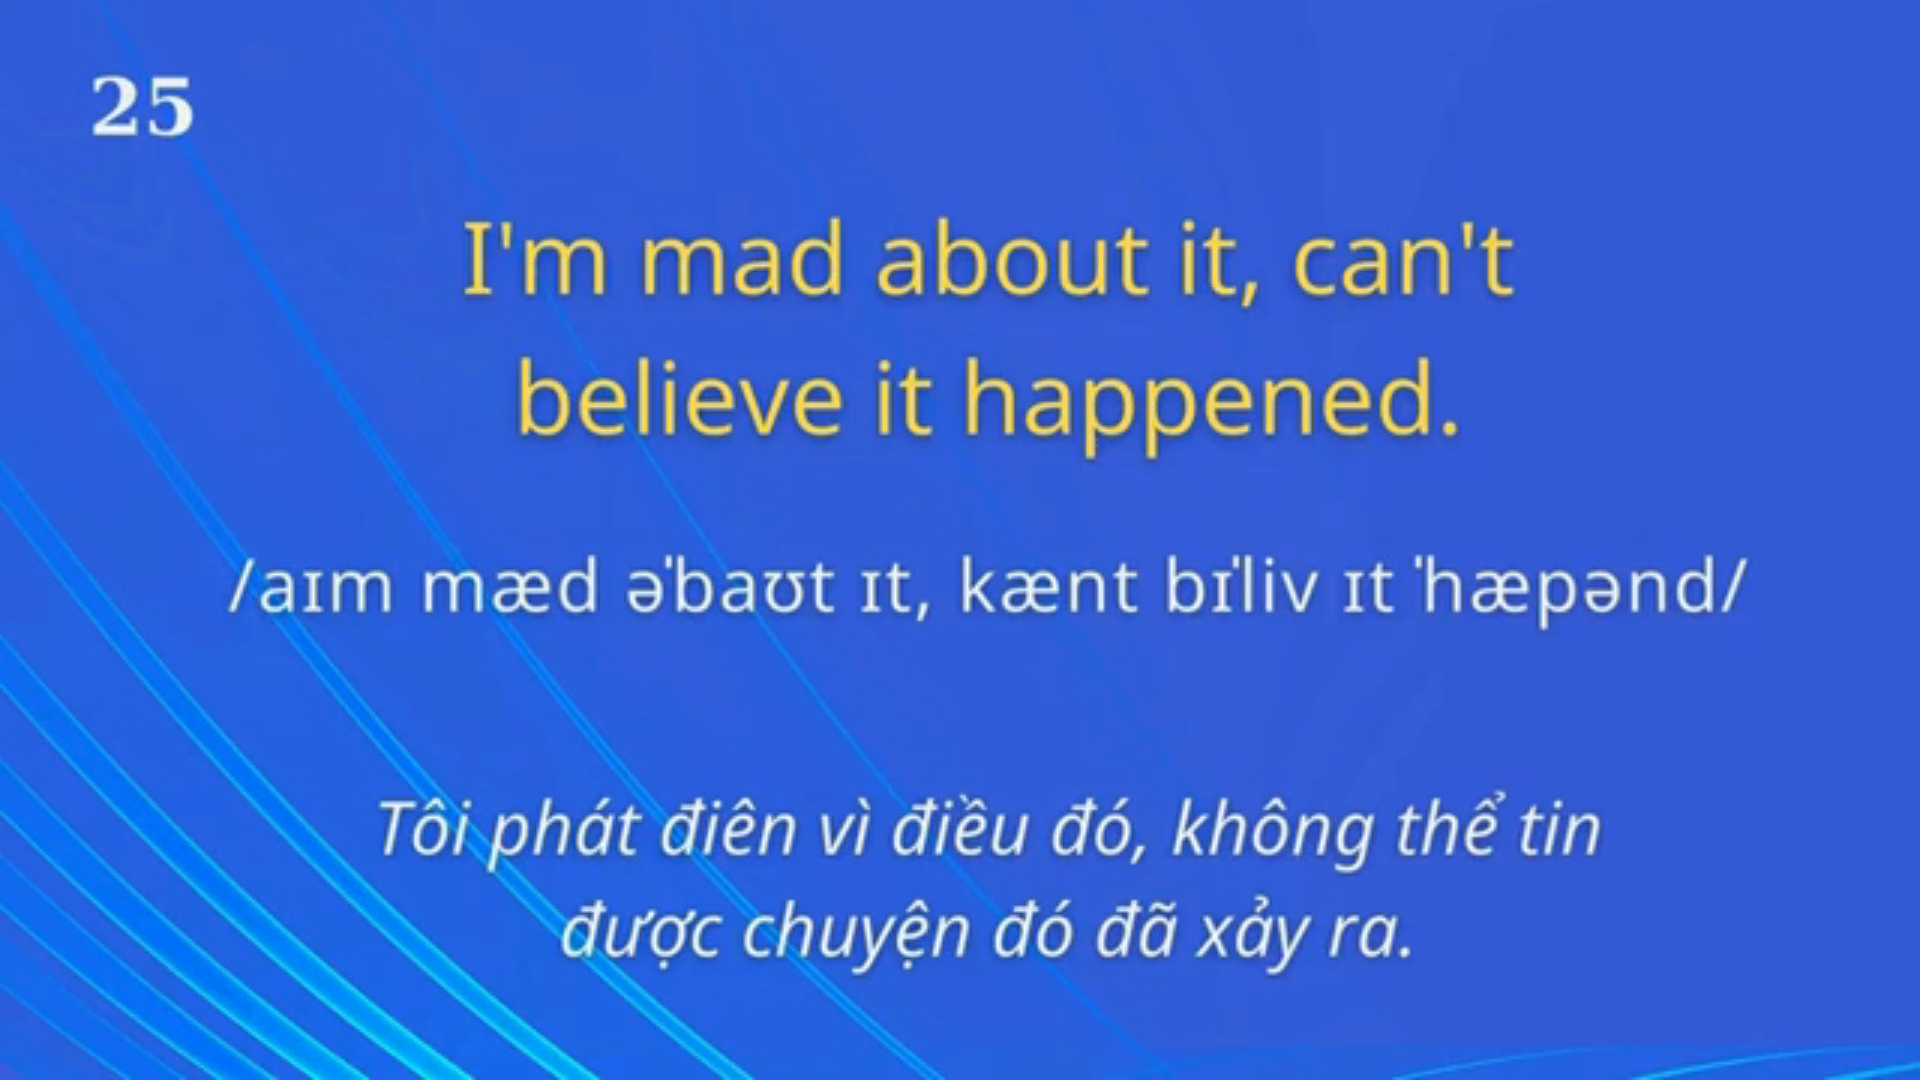 25
I'm mad about it, can't
believe it happened.
/aɪm mæd əˈbaʊt ɪt, kænt bɪˈliv ɪt ˈhæpənd/
Tôi phát điên vì điều đó, không thể tin
được chuyện đó đã xảy ra.